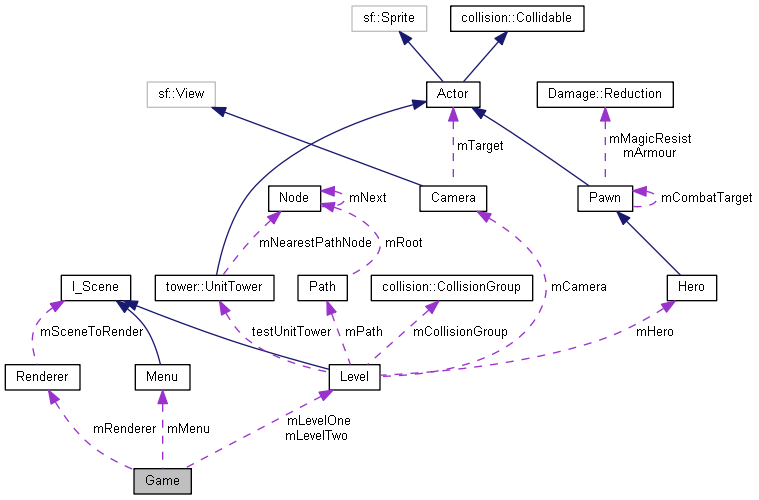 sf::Sprite
collision::Collidable
sf::View
Actor
Damage::Reduction
mTarget
mMagicResist
mArmour
Node
mNext
Camera
Pawn
mCombatTarget
mNearestPathNode
mRoot
I_Scene
tower::UnitTower
Path
collision::CollisionGroup
mCamera
Hero
mSceneToRender
testUnitTower
mPath
mCollisionGroup
mHero
Renderer
Menu
Level
mRenderer
mMenu
mLevelOne
mLevelTwo
Game